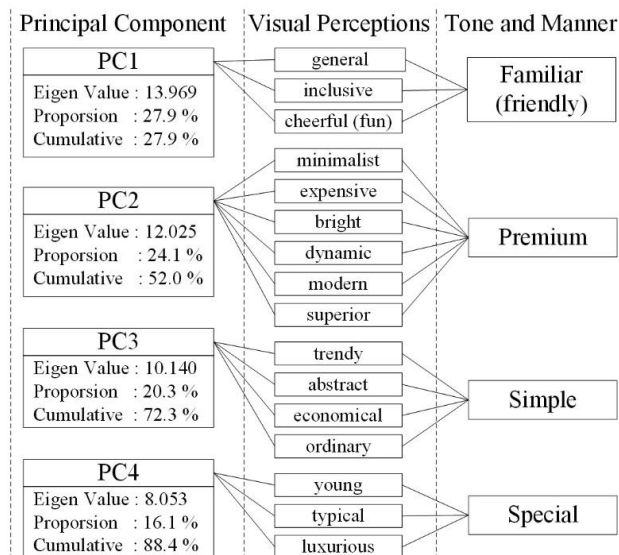 Principal Component
Visual Perceptions
Tone and Manner
PC1
Eigen Value : 13.969
Proporsion : 27.9 %
Cumulative : 27.9 %
general
inclusive
cheerful (fun)
Familiar
(friendly)
PC2
Eigen Value : 12.025
Proporsion : 24.1 %
Cumulative : 52.0 %
minimalist
expensive
bright
dynamic
modern
superior
Premium
PC3
Eigen Value : 10.140
Proporsion : 20.3 %
Cumulative : 72.3 %
trendy
abstract
economical
ordinary
Simple
PC4
Eigen Value : 8.053
Proporsion : 16.1 %
Cumulative : 88.4 %
young
typical
luxurious
Special